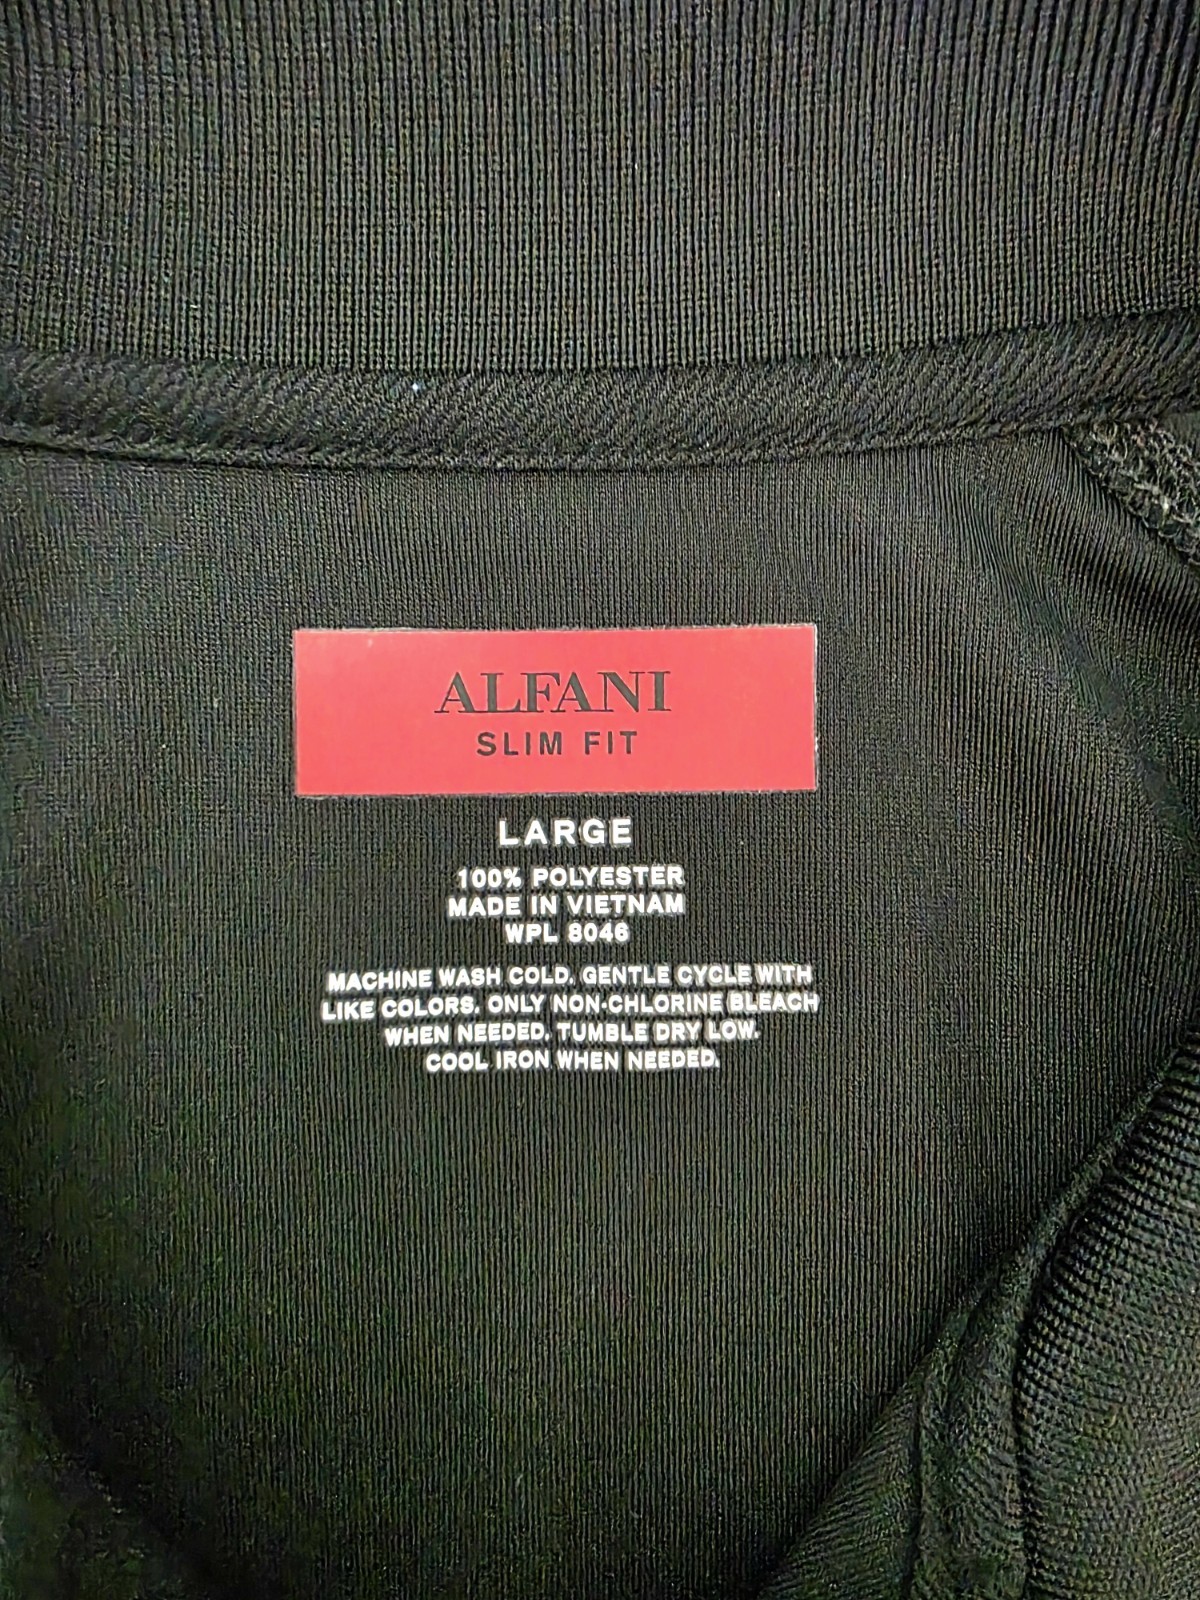 ALFANI
SLIM FIT
LARGE
100% POLYESTER
MADE IN VIETNAM
WPL 8046
MACHINE WASH COLD, GENTLE CYCLE WITH
LIKE COLORS. ONLY NON-CHLORINE BLEACH
WHEN NEEDED. TUMBLE DRY LOW.
COOL IRON WHEN NEEDED.